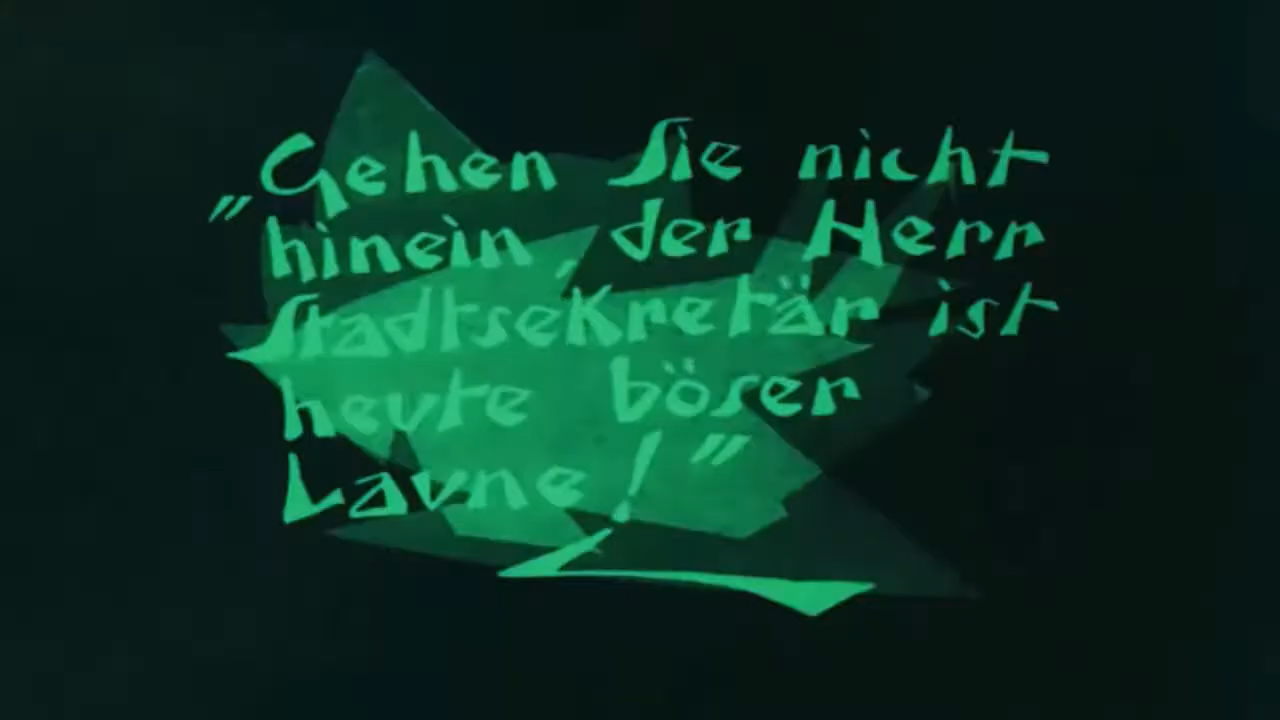 „Gehen Sie nicht
hinein, der Herr
Stadtsekretär ist
heute böser
Laune!”